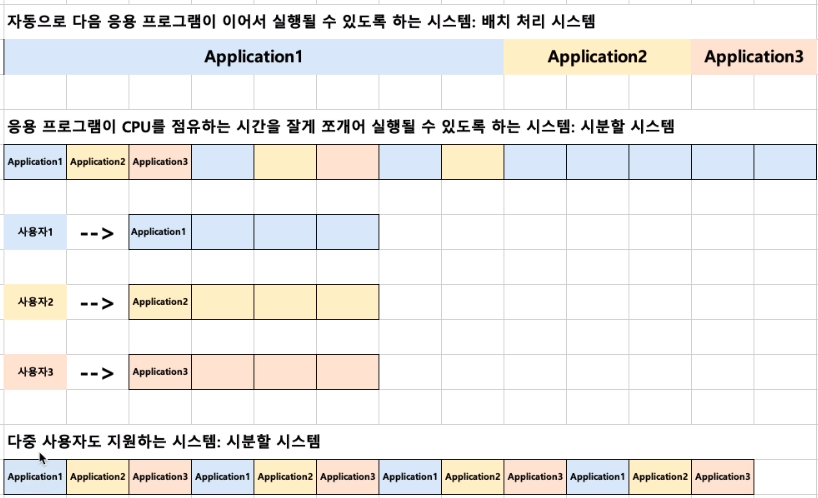 자동으로 다음 응용 프로그램이 이어서 실행될 수 있도록 하는 시스템: 배치 처리 시스템
Application1 Application2 Application3
응용 프로그램이 CPU를 점유하는 시간을 잘게 쪼개어 실행될 수 있도록 하는 시스템: 시분할 시스템
Application1 Application2 Application3
사용자1 --> Application1
사용자2 --> Application2
사용자3 --> Application3
다중 사용자도 지원하는 시스템: 시분할 시스템
Application1 Application2 Application3 Application1 Application2 Application3 Application1 Application2 Application3 Application1 Application2 Application3